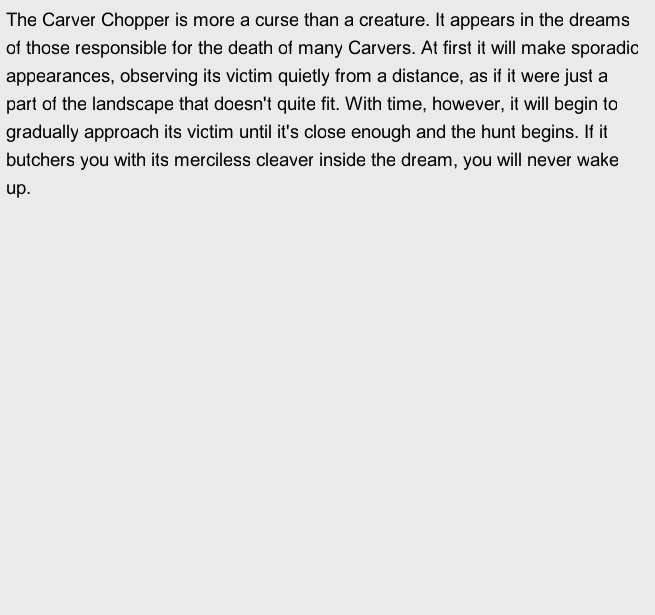 The Carver Chopper is more a curse than a creature. It appears in the dreams
of those responsible for the death of many Carvers. At first it will make sporadic
appearances, observing its victim quietly from a distance, as if it were just a
part of the landscape that doesn't quite fit. With time, however, it will begin to
gradually approach its victim until it's close enough and the hunt begins. If it
butchers you with its merciless cleaver inside the dream, you will never wake
up.